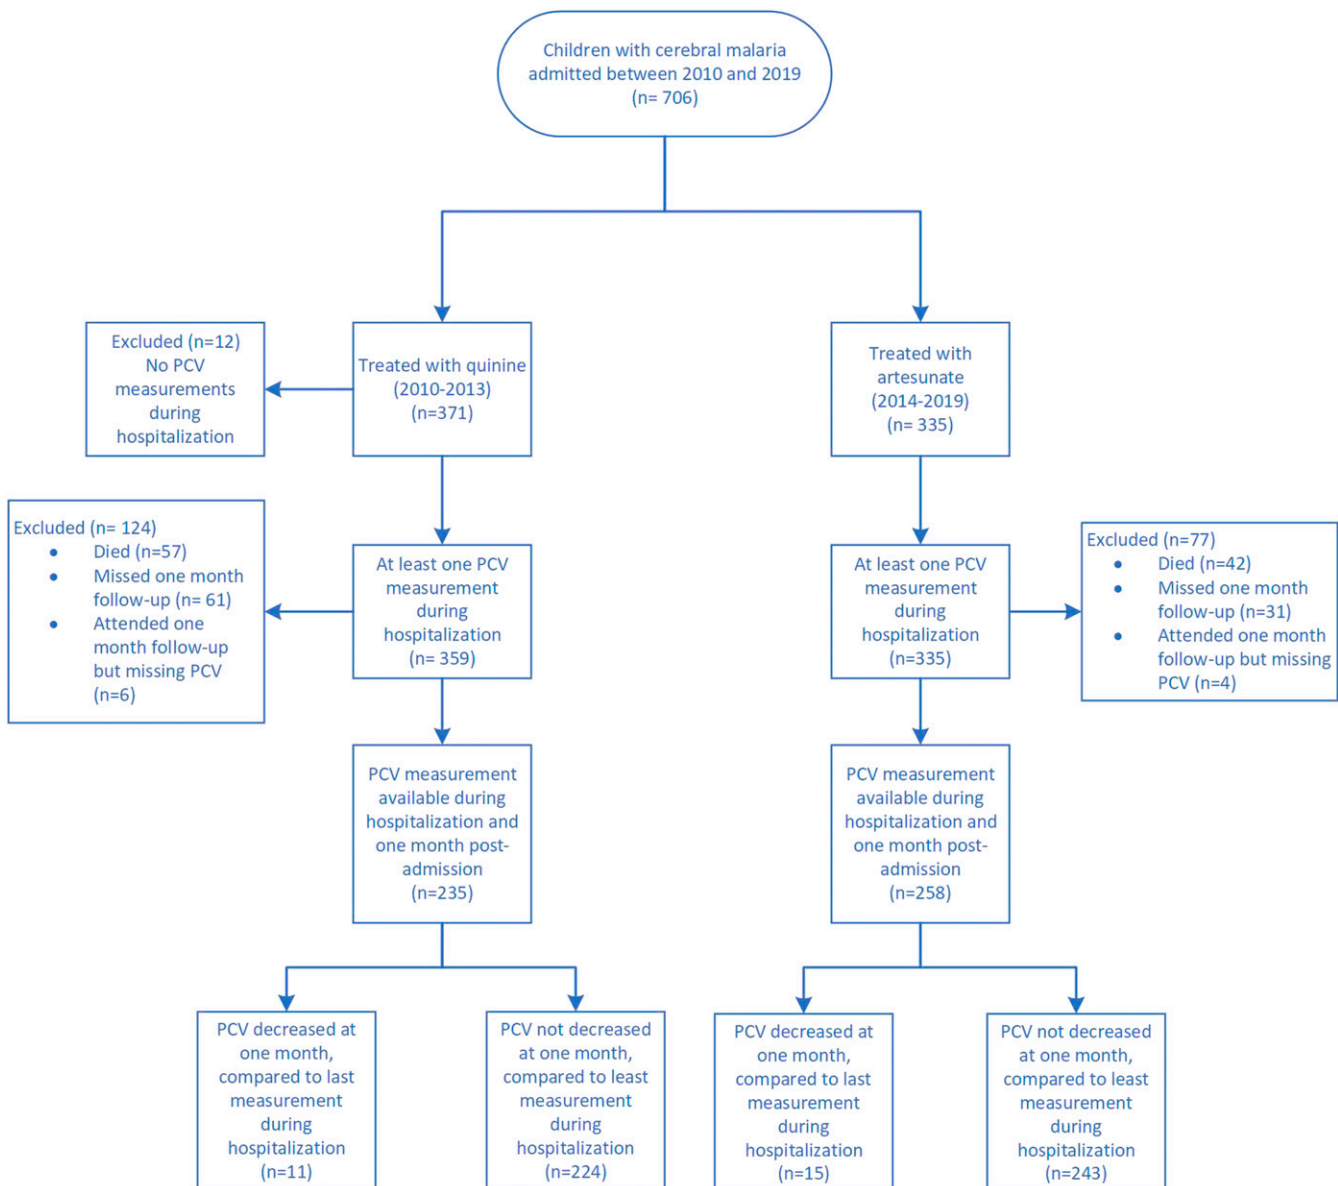 Children with cerebral malaria
admitted between 2010 and 2019
(n= 706)
Excluded (n=12)
No PCV
measurements
during
hospitalization
Treated with quinine
(2010-2013)
(n=371)
Treated with
artesunate
(2014-2019)
(n= 335)
Excluded (n= 124)
● Died (n=57)
● Missed one month
follow-up (n= 61)
● Attended one
month follow-up
but missing PCV
(n=6)
At least one PCV
measurement
during
hospitalization
(n= 359)
At least one PCV
measurement
during
hospitalization
(n=335)
Excluded (n=77)
● Died (n=42)
● Missed one month
follow-up (n=31)
● Attended one month
follow-up but missing
PCV (n=4)
PCV measurement
available during
hospitalization and
one month post-
admission
(n=235)
PCV measurement
available during
hospitalization and
one month post-
admission
(n=258)
PCV decreased at
one month,
compared to last
measurement
during
hospitalization
(n=11)
PCV not decreased
at one month,
compared to least
measurement
during
hospitalization
(n=224)
PCV decreased at
one month,
compared to last
measurement
during
hospitalization
(n=15)
PCV not decreased
at one month,
compared to least
measurement
during
hospitalization
(n=243)